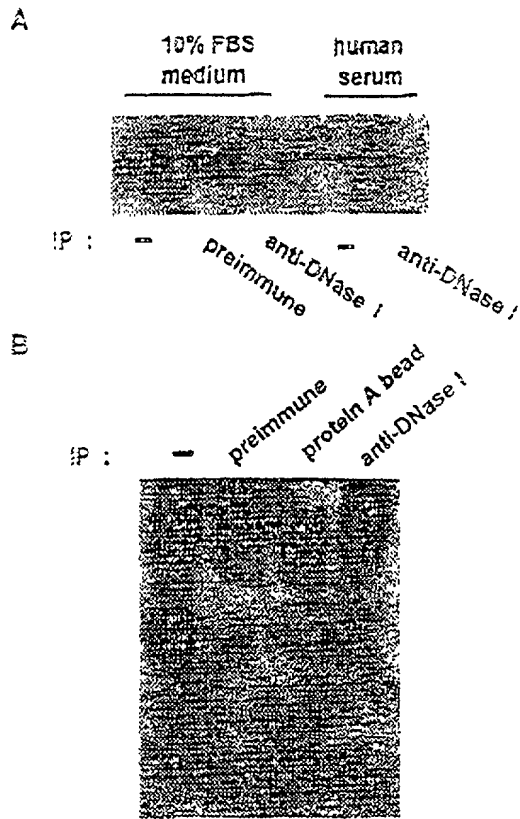 A
10% FBS medium
human serum
IP : – preimmune anti-DNase I – anti-DNase I
B
IP : – preimmune protein A bead anti-DNase I